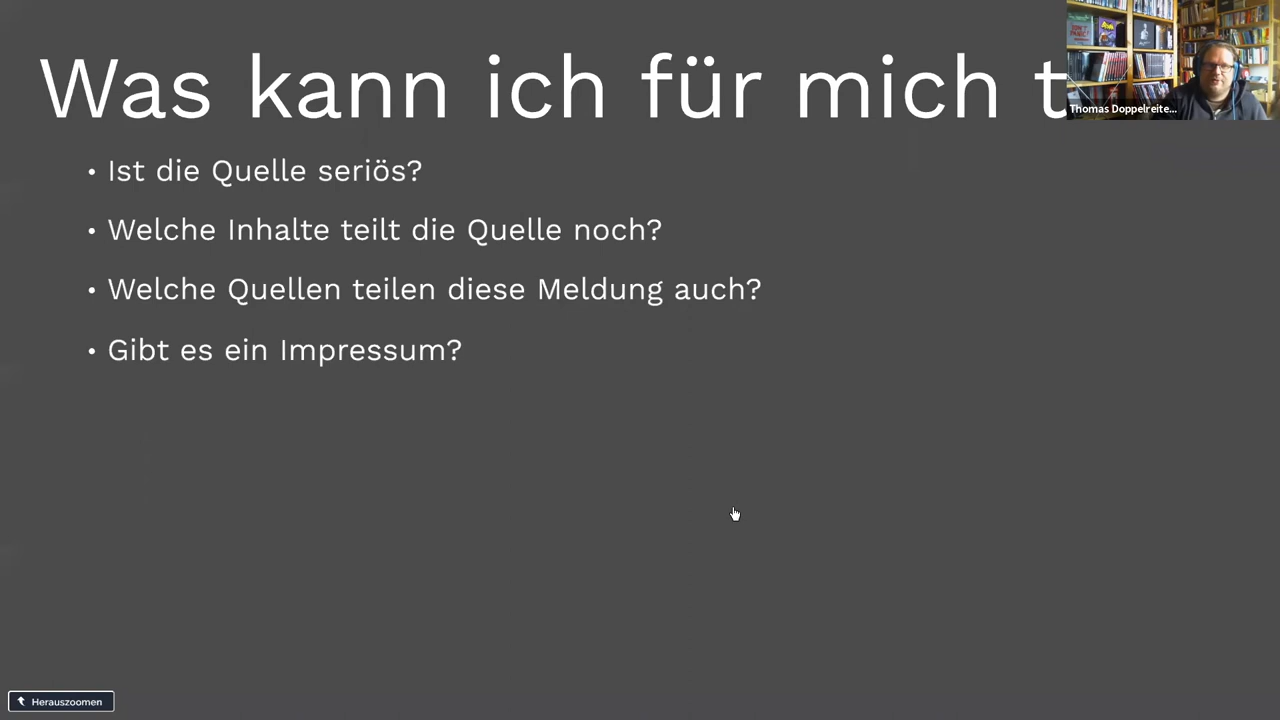 Was kann ich für mich t
Thomas Doppelreite...
• Ist die Quelle seriös?
• Welche Inhalte teilt die Quelle noch?
• Welche Quellen teilen diese Meldung auch?
• Gibt es ein Impressum?
Herauszoomen